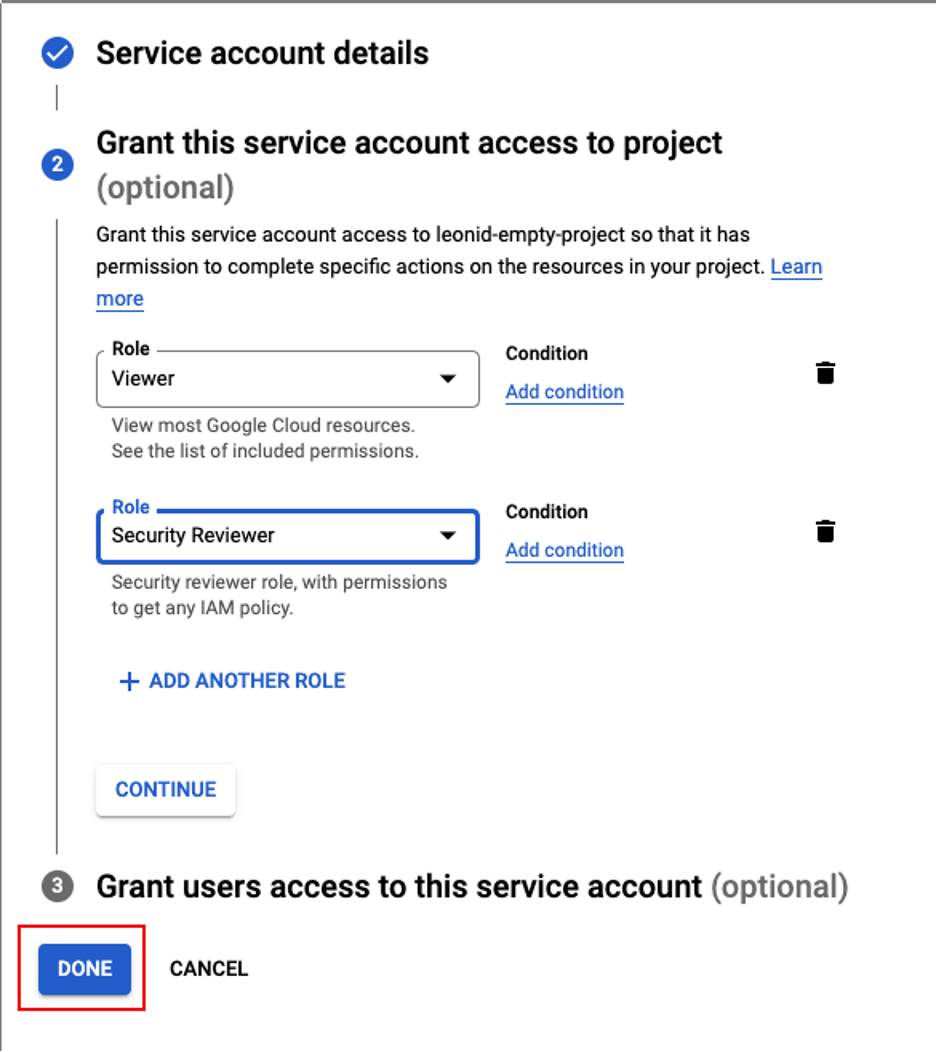 Service account details
2
Grant this service account access to project
(optional)
Grant this service account access to leonid-empty-project so that it has
permission to complete specific actions on the resources in your project. Learn
more
Role
Viewer
Condition
Add condition
View most Google Cloud resources.
See the list of included permissions.
Role
Security Reviewer
Condition
Add condition
Security reviewer role, with permissions
to get any IAM policy.
+ ADD ANOTHER ROLE
CONTINUE
3
Grant users access to this service account (optional)
DONE
CANCEL